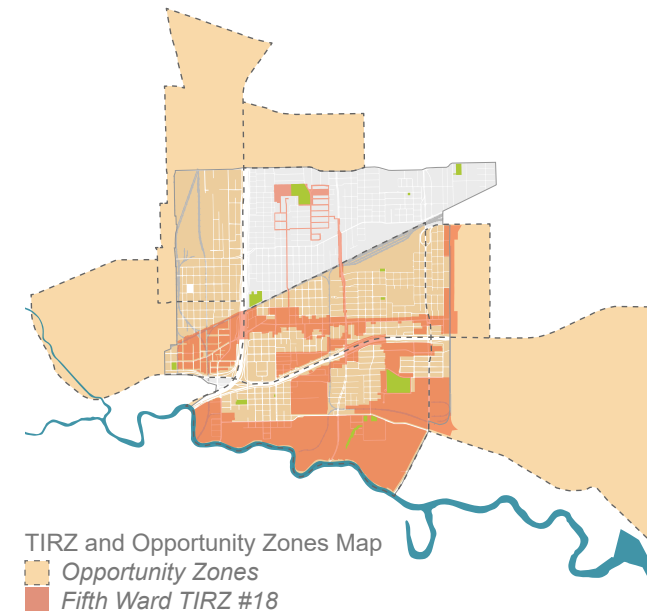 TIRZ and Opportunity Zones Map
Opportunity Zones
Fifth Ward TIRZ #18